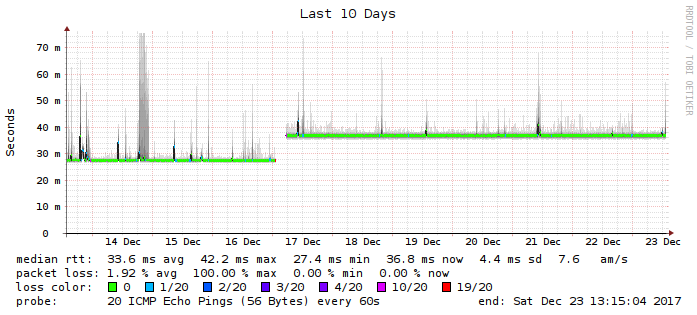 Last 10 Days
RRDTOOL / TOBI OETIKER
Seconds
70 m
60 m
50 m
40 m
30 m
20 m
10 m
0
14 Dec 15 Dec 16 Dec 17 Dec 18 Dec 19 Dec 20 Dec 21 Dec 22 Dec 23 Dec
median rtt: 33.6 ms avg 42.2 ms max 27.4 ms min 36.8 ms now 4.4 ms sd 7.6 am/s
packet loss: 1.92 % avg 100.00 % max 0.00 % min 0.00 % now
loss color: 0 1/20 2/20 3/20 4/20 10/20 19/20
probe: 20 ICMP Echo Pings (56 Bytes) every 60s end: Sat Dec 23 13:15:04 2017